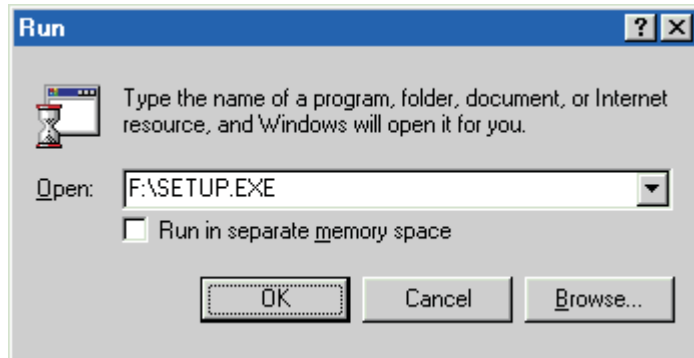 Run
Type the name of a program, folder, document, or Internet
resource, and Windows will open it for you.
Open: F:\SETUP.EXE
Run in separate memory space
OK Cancel Browse...